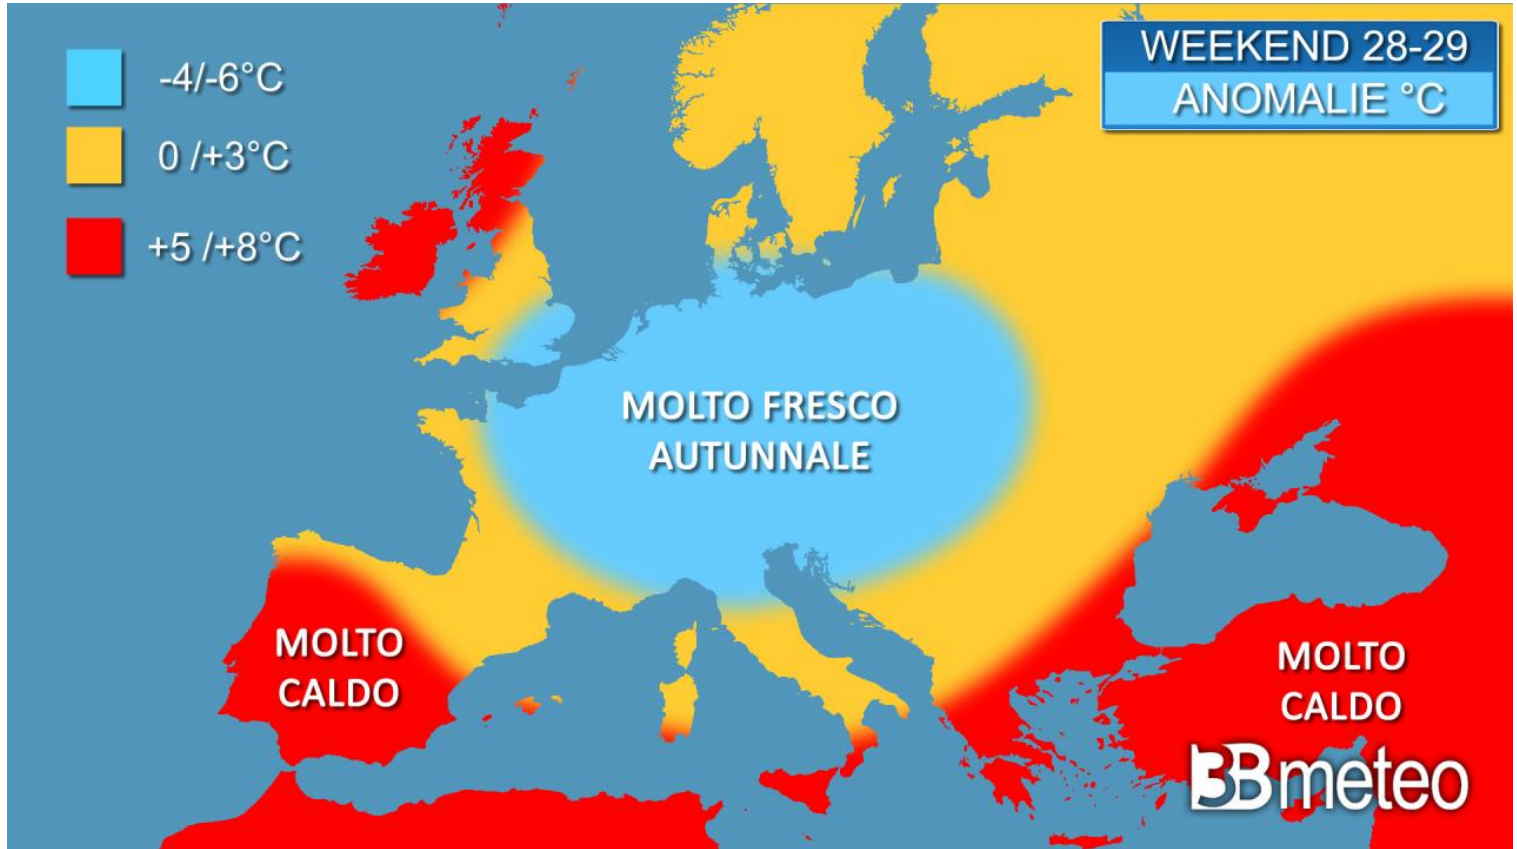 WEEKEND 28-29
ANOMALIE °C
-4/-6°C
0 /+3°C
+5 /+8°C
MOLTO FRESCO
AUTUNNALE
MOLTO
CALDO
MOLTO
CALDO
3Bmeteo